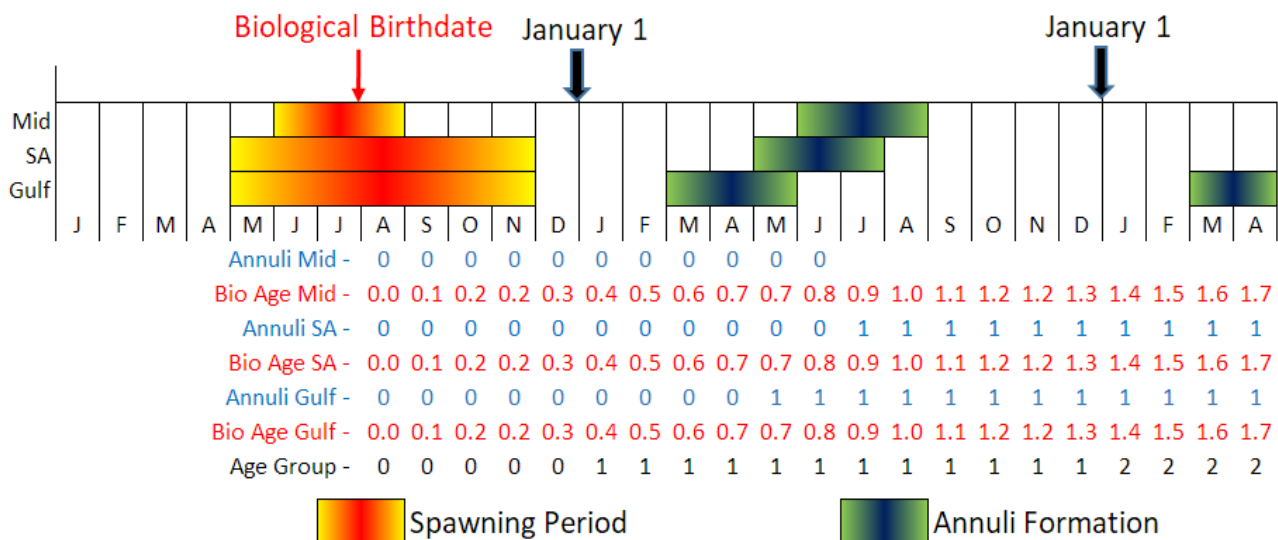 Biological Birthdate January 1 January 1
Mid
SA
Gulf
J F M A M J J A S O N D J F M A M J J A S O N D J F M A
Annuli Mid - 0 0 0 0 0 0 0 0 0 0 0
Bio Age Mid - 0.0 0.1 0.2 0.2 0.3 0.4 0.5 0.6 0.7 0.7 0.8 0.9 1.0 1.1 1.2 1.2 1.3 1.4 1.5 1.6 1.7
Annuli SA - 0 0 0 0 0 0 0 0 0 0 0 1 1 1 1 1 1 1 1 1 1
Bio Age SA - 0.0 0.1 0.2 0.2 0.3 0.4 0.5 0.6 0.7 0.7 0.8 0.9 1.0 1.1 1.2 1.2 1.3 1.4 1.5 1.6 1.7
Annuli Gulf - 0 0 0 0 0 0 0 0 0 1 1 1 1 1 1 1 1 1 1 1 1
Bio Age Gulf - 0.0 0.1 0.2 0.2 0.3 0.4 0.5 0.6 0.7 0.7 0.8 0.9 1.0 1.1 1.2 1.2 1.3 1.4 1.5 1.6 1.7
Age Group - 0 0 0 0 0 1 1 1 1 1 1 1 1 1 1 1 1 2 2 2 2
Spawning Period Annuli Formation